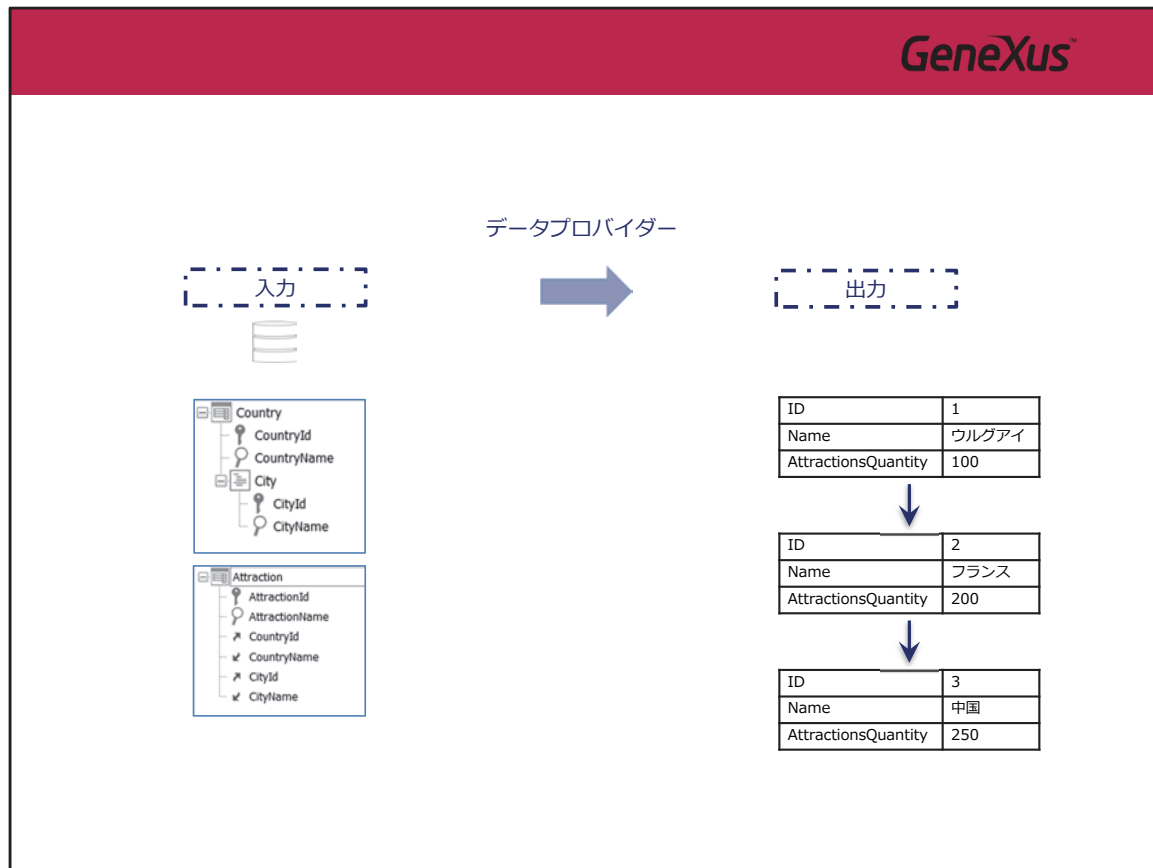 GeneXus™
データプロバイダー
入力
出力
Country
CountryId
CountryName
City
CityId
CityName
Attraction
AttractionId
AttractionName
CountryId
CountryName
CityId
CityName
ID 1
Name ウルグアイ
AttractionsQuantity 100
ID 2
Name フランス
AttractionsQuantity 200
ID 3
Name 中国
AttractionsQuantity 250